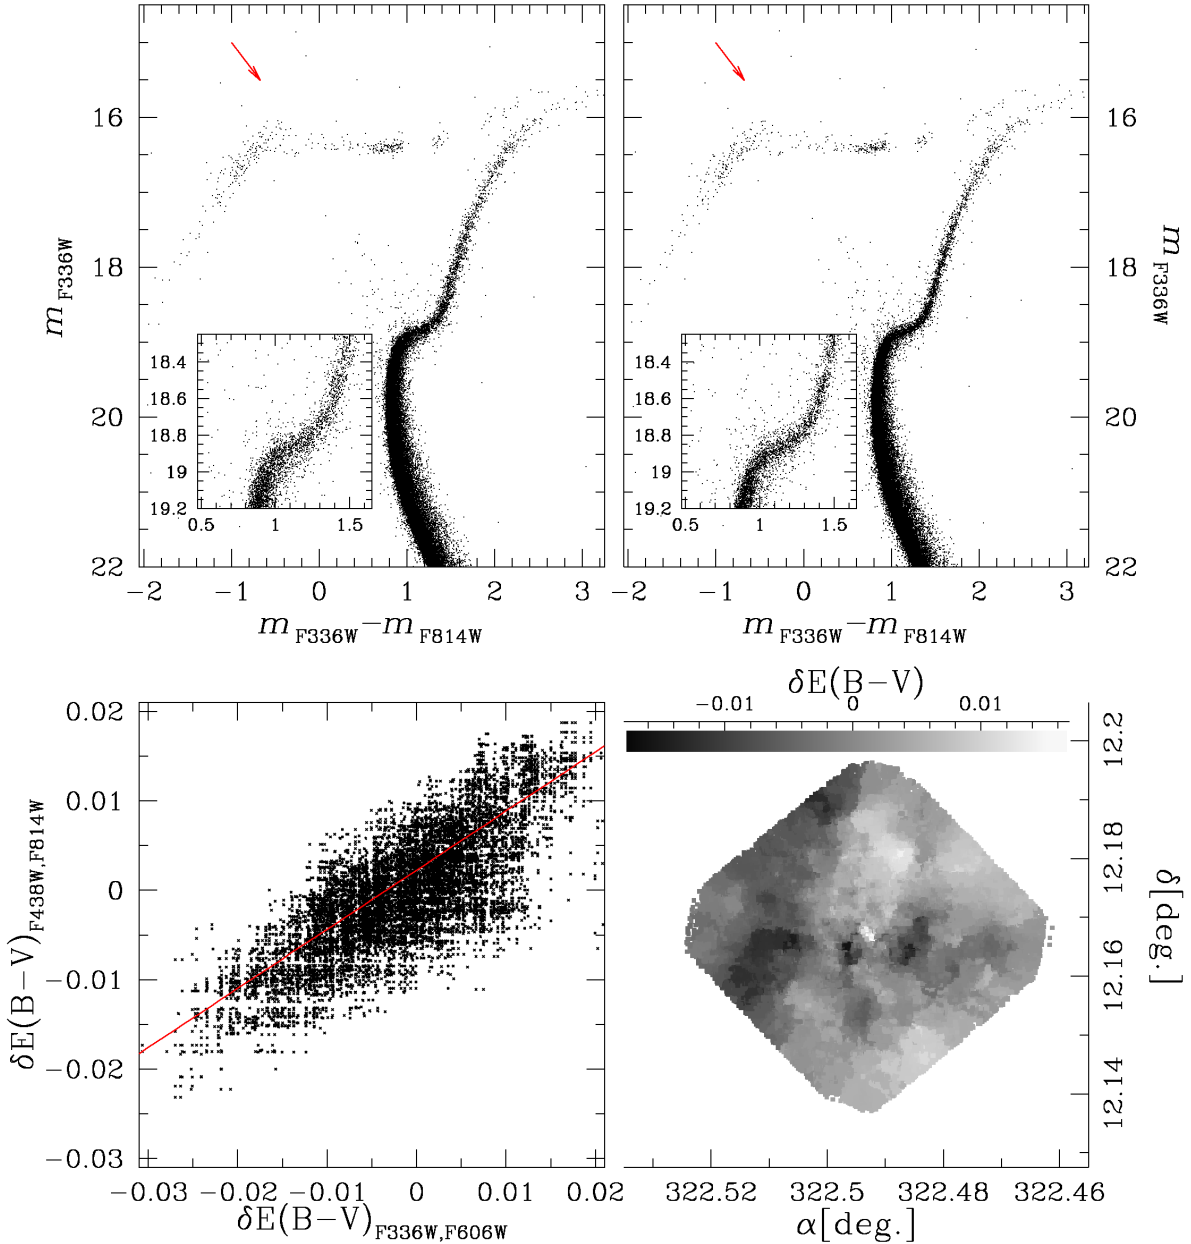 16
18
20
22
m F336W
-2 -1 0 1 2 3
m F336W -m F814W
18.4
18.6
18.8
19
19.2
0.5 1 1.5
16
18
20
22
m F336W
-2 -1 0 1 2 3
m F336W -m F814W
18.4
18.6
18.8
19
19.2
0.5 1 1.5
0.02
0.01
0
-0.01
-0.02
-0.03
δE(B-V) F438W,F814W
-0.03 -0.02 -0.01 0 0.01 0.02
δE(B-V) F336W,F606W
δE(B-V)
-0.01 0 0.01
12.2
12.18
12.16
12.14
δ[deg.]
322.52 322.5 322.48 322.46
α[deg.]